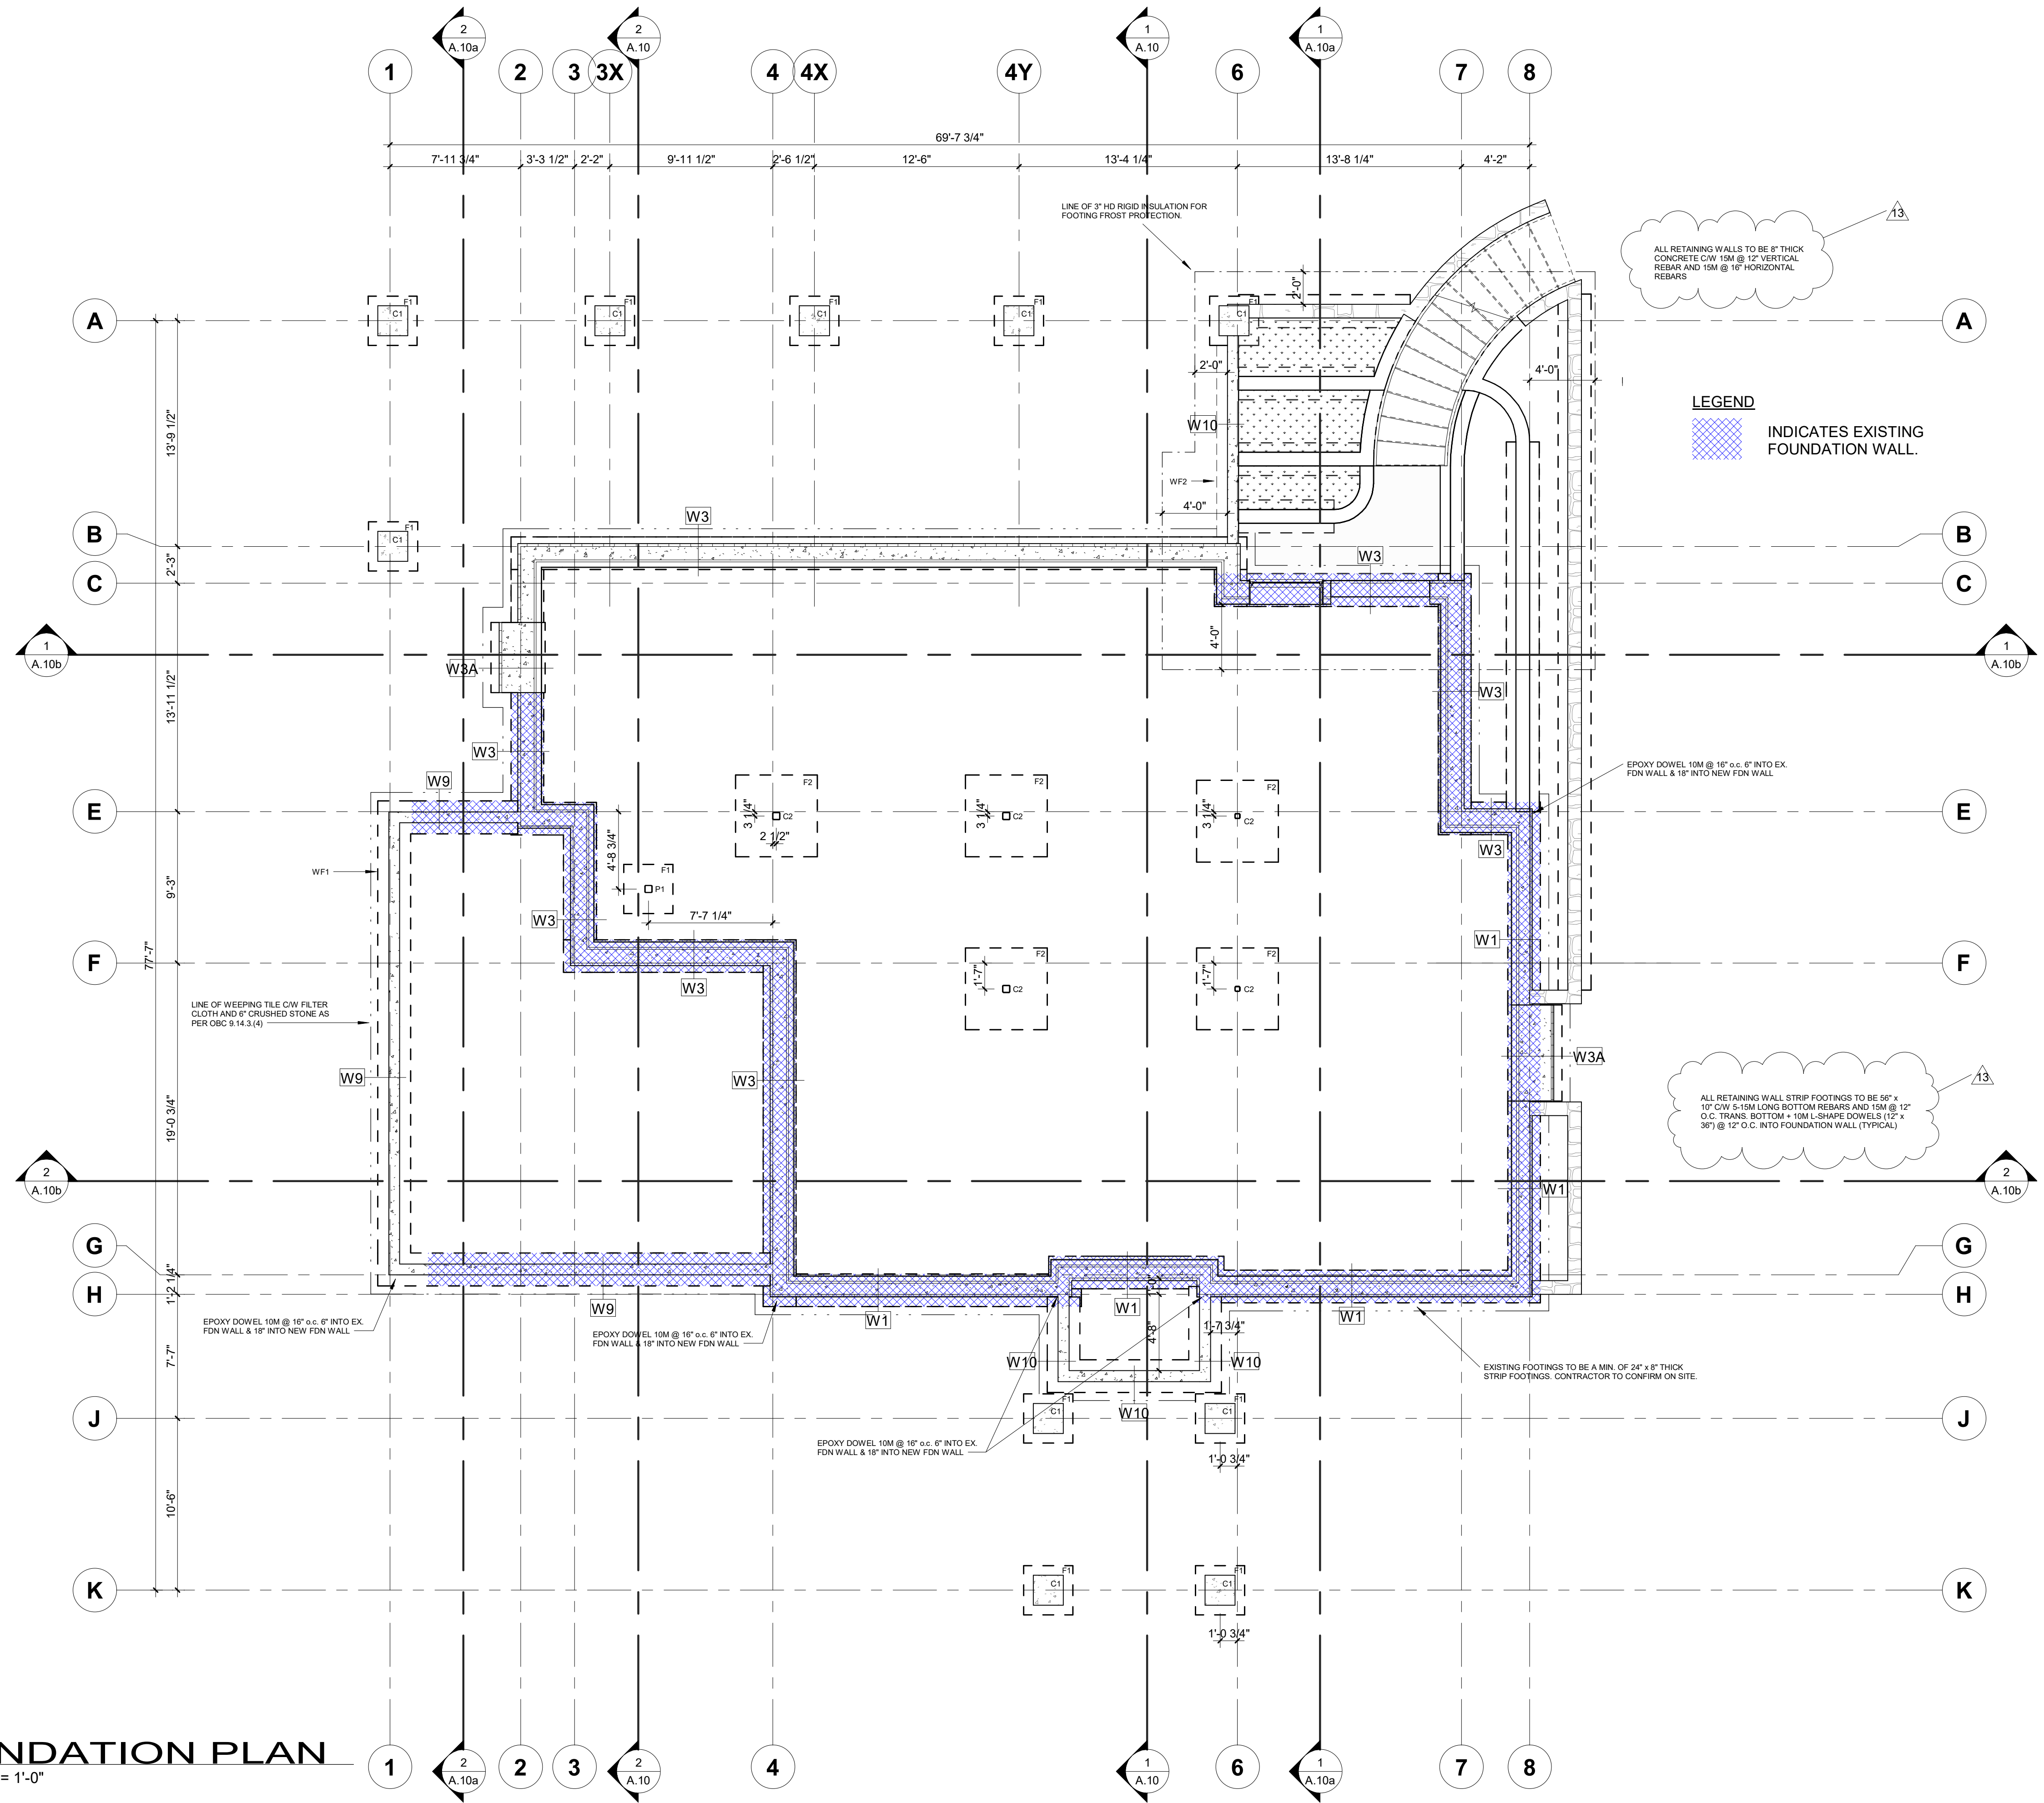 2
A.10a
2
A.10
1
A.10
1
A.10a
1
2
3
3X
4
4X
4Y
6
7
8
69'-7 3/4"
7'-11 3/4"
3'-3 1/2"
2'-2"
9'-11 1/2"
2'-6 1/2"
12'-6"
13'-4 1/4"
13'-8 1/4"
4'-2"
LINE OF 3" HD RIGID INSULATION FOR
FOOTING FROST PROTECTION.
13
ALL RETAINING WALLS TO BE 8" THICK
CONCRETE C/W 15M @ 12" VERTICAL
REBAR AND 15M @ 16" HORIZONTAL
REBARS
2'-0"
F1
F1
F1
F1
F1
C1
C1
C1
C1
C1
A
A
2'-0"
4'-0"
LEGEND
INDICATES EXISTING
FOUNDATION WALL.
13'-9 1/2"
W10
WF2
4'-0"
W3
F1
C1
B
B
W3
2'-3"
C
C
4'-0"
1
A.10b
1
A.10b
W3A
W3
13'-11 1/2"
W3
EPOXY DOWEL 10M @ 16" o.c. 6" INTO EX.
FDN WALL & 18" INTO NEW FDN WALL
W9
F2
F2
F2
E
E
3 1/4"
C2
3 1/4"
C2
3 1/4"
C2
2 1/2"
W3
4'-8 3/4"
WF1
F1
P1
9'-3"
7'-7 1/4"
W3
W1
77'-7"
F
F
F2
F2
W3
1'-7"
C2
1'-7"
C2
LINE OF WEEPING TILE C/W FILTER
CLOTH AND 6" CRUSHED STONE AS
PER OBC 9.14.3.(4)
W3A
W9
W3
13
ALL RETAINING WALL STRIP FOOTINGS TO BE 56" x
10" C/W 5-15M LONG BOTTOM REBARS AND 15M @ 12"
O.C. TRANS. BOTTOM + 10M L-SHAPE DOWELS (12" x
36") @ 12" O.C. INTO FOUNDATION WALL (TYPICAL)
19'-0 3/4"
2
A.10b
2
A.10b
W1
G
G
1'-2 1/4"
H
H
1'-0"
W9
W1
W1
W1
EPOXY DOWEL 10M @ 16" o.c. 6" INTO EX.
FDN WALL & 18" INTO NEW FDN WALL
EPOXY DOWEL 10M @ 16" o.c. 6" INTO EX.
FDN WALL & 18" INTO NEW FDN WALL
4'-8"
1'-7 3/4"
7'-7"
W10
W10
EXISTING FOOTINGS TO BE A MIN. OF 24" x 8" THICK
STRIP FOOTINGS. CONTRACTOR TO CONFIRM ON SITE.
F1
F1
C1
W10
C1
J
J
EPOXY DOWEL 10M @ 16" o.c. 6" INTO EX.
FDN WALL & 18" INTO NEW FDN WALL
1'-0 3/4"
10'-6"
F1
F1
C1
C1
K
K
1'-0 3/4"
NDATION PLAN
= 1'-0"
1
2
A.10a
2
3
2
A.10
4
1
A.10
6
1
A.10a
7
8